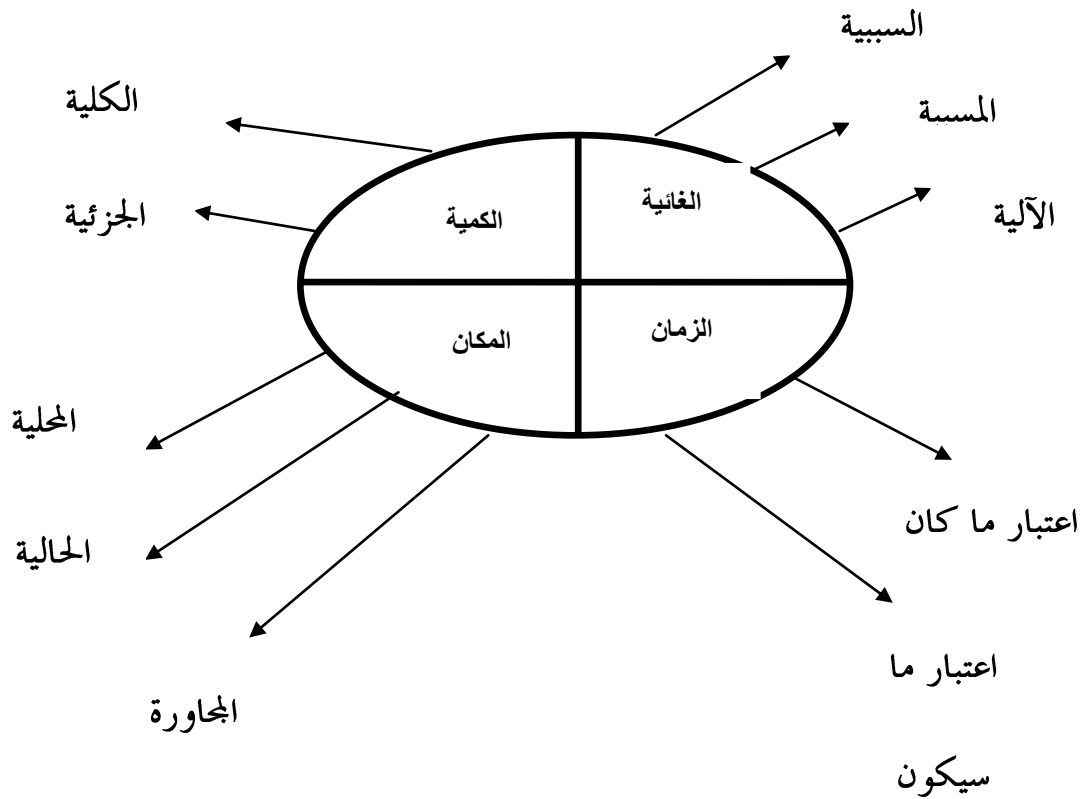 السببية
الكلية
المسببة
الجزئية
الآلية
الغائية
الكمية
الزمان
المكان
المحلية
اعتبار ما كان
الحالية
اعتبار ما
المجاورة
سيكون